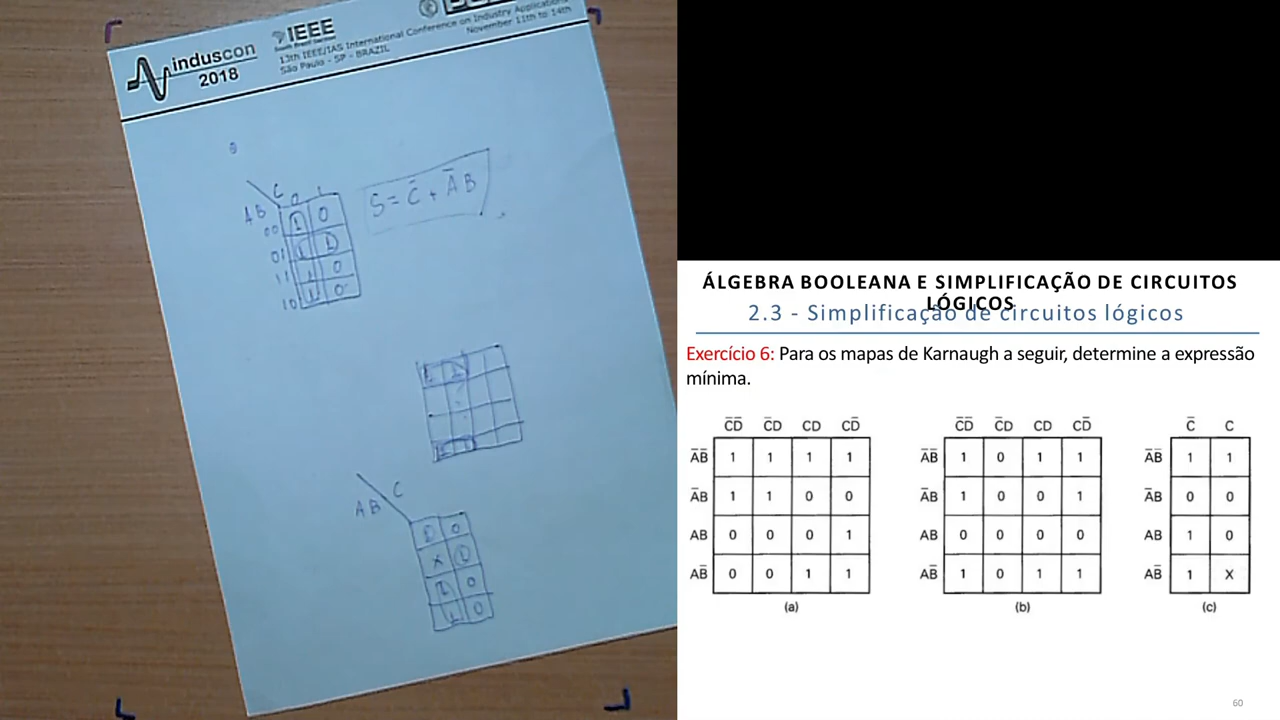 IEEE
South Brazil Section
induscon
2018
13th IEEE/IAS International Conference on Industry Applications
November 11th to 14th
São Paulo - SP - BRAZIL
C
0 1
AB
00 1 0
01 1 1
11 1 0
10 1 0
S = C̄ + ĀB
1 1
C
AB
1 0
X 1
1 0
1 0
ÁLGEBRA BOOLEANA E SIMPLIFICAÇÃO DE CIRCUITOS
LÓGICOS
2.3 - Simplificação de circuitos lógicos
Exercício 6: Para os mapas de Karnaugh a seguir, determine a expressão
mínima.
C̄D̄ C̄D CD CD̄
ĀB̄ 1 1 1 1
ĀB 1 1 0 0
AB 0 0 0 1
AB̄ 0 0 1 1
(a)
C̄D̄ C̄D CD CD̄
ĀB̄ 1 0 1 1
ĀB 1 0 0 1
AB 0 0 0 0
AB̄ 1 0 1 1
(b)
C̄ C
ĀB̄ 1 1
ĀB 0 0
AB 1 0
AB̄ 1 X
(c)
60